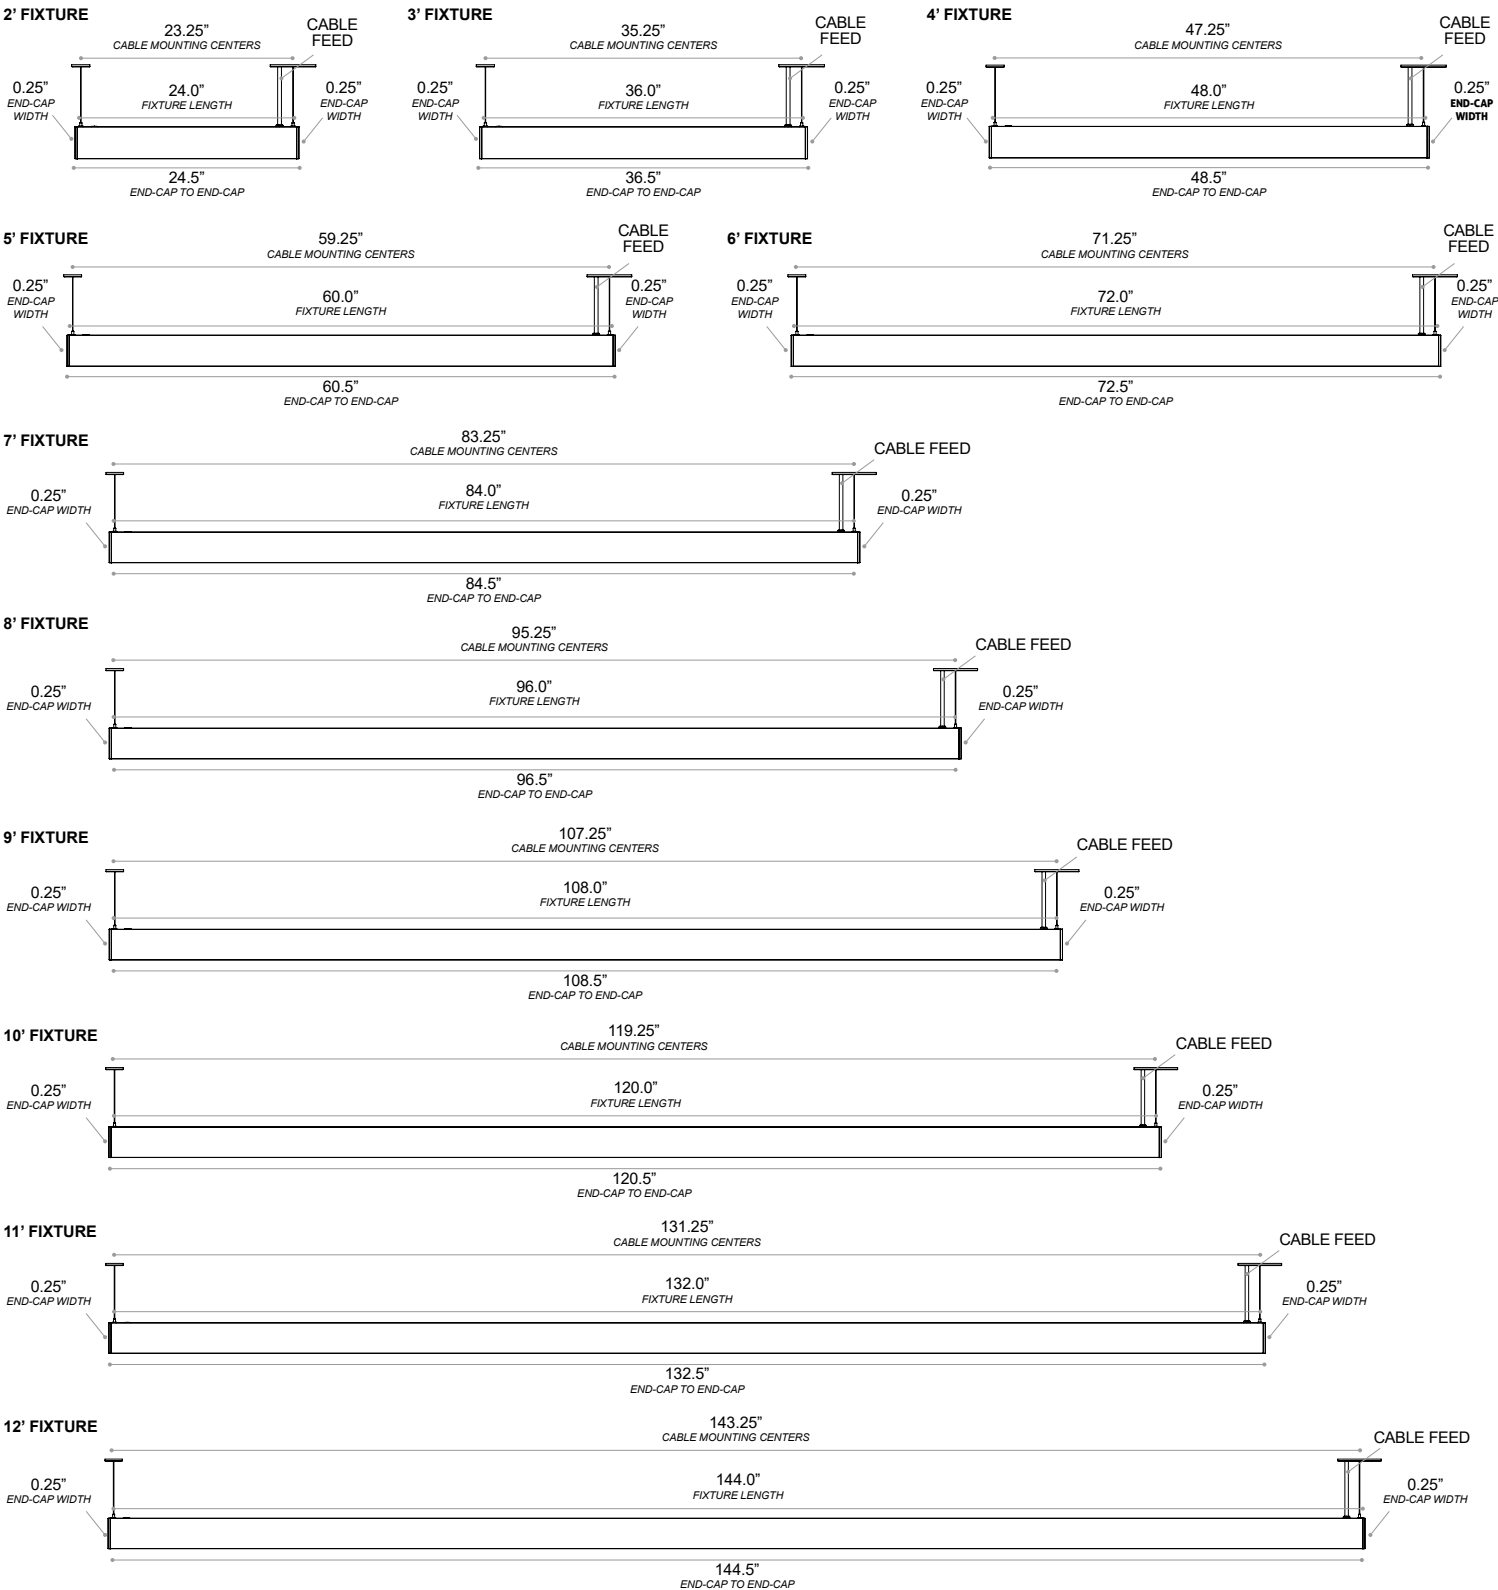 2’ FIXTURE
23.25”
CABLE MOUNTING CENTERS
CABLE
FEED
0.25”
END-CAP
WIDTH
24.0”
FIXTURE LENGTH
0.25”
END-CAP
WIDTH
24.5”
END-CAP TO END-CAP
3’ FIXTURE
35.25”
CABLE MOUNTING CENTERS
CABLE
FEED
0.25”
END-CAP
WIDTH
36.0”
FIXTURE LENGTH
0.25”
END-CAP
WIDTH
36.5”
END-CAP TO END-CAP
4’ FIXTURE
47.25”
CABLE MOUNTING CENTERS
CABLE
FEED
0.25”
END-CAP
WIDTH
48.0”
FIXTURE LENGTH
0.25”
END-CAP
WIDTH
48.5”
END-CAP TO END-CAP
5’ FIXTURE
59.25”
CABLE MOUNTING CENTERS
CABLE
FEED
0.25”
END-CAP
WIDTH
60.0”
FIXTURE LENGTH
0.25”
END-CAP
WIDTH
60.5”
END-CAP TO END-CAP
6’ FIXTURE
71.25”
CABLE MOUNTING CENTERS
CABLE
FEED
0.25”
END-CAP
WIDTH
72.0”
FIXTURE LENGTH
0.25”
END-CAP
WIDTH
72.5”
END-CAP TO END-CAP
7’ FIXTURE
83.25”
CABLE MOUNTING CENTERS
CABLE FEED
0.25”
END-CAP WIDTH
84.0”
FIXTURE LENGTH
0.25”
END-CAP WIDTH
84.5”
END-CAP TO END-CAP
8’ FIXTURE
95.25”
CABLE MOUNTING CENTERS
CABLE FEED
0.25”
END-CAP WIDTH
96.0”
FIXTURE LENGTH
0.25”
END-CAP WIDTH
96.5”
END-CAP TO END-CAP
9’ FIXTURE
107.25”
CABLE MOUNTING CENTERS
CABLE FEED
0.25”
END-CAP WIDTH
108.0”
FIXTURE LENGTH
0.25”
END-CAP WIDTH
108.5”
END-CAP TO END-CAP
10’ FIXTURE
119.25”
CABLE MOUNTING CENTERS
CABLE FEED
0.25”
END-CAP WIDTH
120.0”
FIXTURE LENGTH
0.25”
END-CAP WIDTH
120.5”
END-CAP TO END-CAP
11’ FIXTURE
131.25”
CABLE MOUNTING CENTERS
CABLE FEED
0.25”
END-CAP WIDTH
132.0”
FIXTURE LENGTH
0.25”
END-CAP WIDTH
132.5”
END-CAP TO END-CAP
12’ FIXTURE
143.25”
CABLE MOUNTING CENTERS
CABLE FEED
0.25”
END-CAP WIDTH
144.0”
FIXTURE LENGTH
0.25”
END-CAP WIDTH
144.5”
END-CAP TO END-CAP